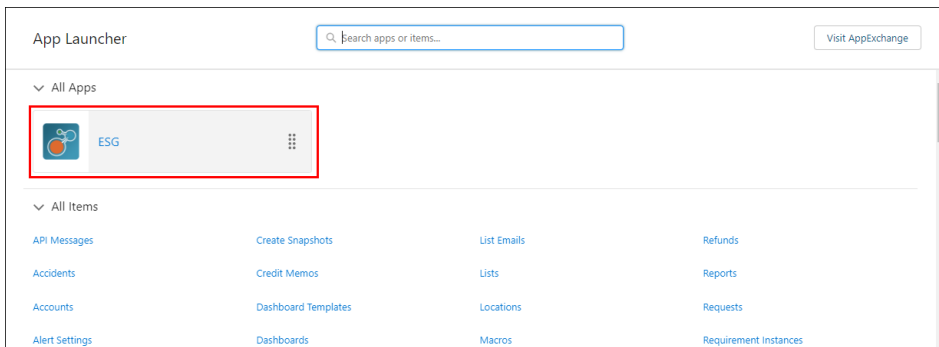 App Launcher
Search apps or items...
Visit AppExchange
All Apps
ESG
All Items
API Messages Create Snapshots List Emails Refunds
Accidents Credit Memos Lists Reports
Accounts Dashboard Templates Locations Requests
Alert Settings Dashboards Macros Requirement Instances